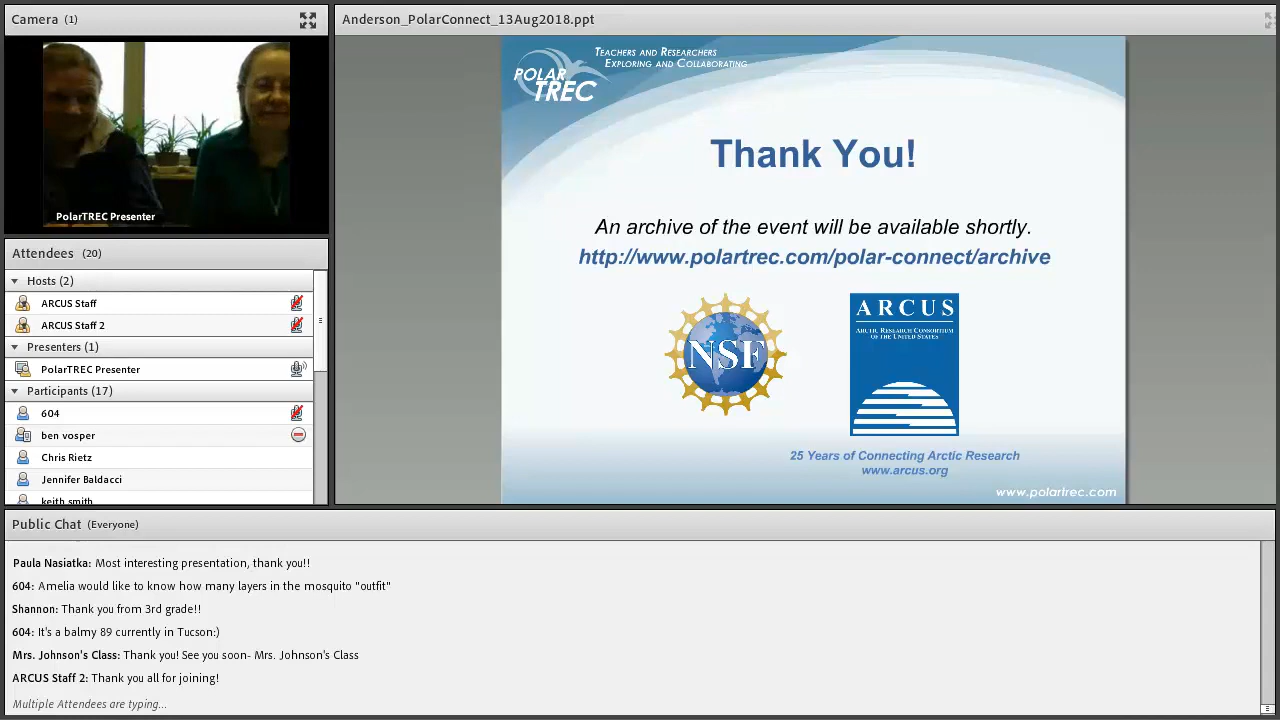 Camera (1)
PolarTREC Presenter
Attendees (20)
Hosts (2)
ARCUS Staff
ARCUS Staff 2
Presenters (1)
PolarTREC Presenter
Participants (17)
604
ben vosper
Chris Rietz
Jennifer Baldacci
keith smith
Anderson_PolarConnect_13Aug2018.ppt
TEACHERS AND RESEARCHERS
EXPLORING AND COLLABORATING
POLAR
TREC
Thank You!
An archive of the event will be available shortly.
http://www.polartrec.com/polar-connect/archive
NSF
ARCUS
ARCTIC RESEARCH CONSORTIUM
OF THE UNITED STATES
25 Years of Connecting Arctic Research
www.arcus.org
www.polartrec.com
Public Chat (Everyone)
Paula Nasiatka: Most interesting presentation, thank you!!
604: Amelia would like to know how many layers in the mosquito "outfit"
Shannon: Thank you from 3rd grade!!
604: It's a balmy 89 currently in Tucson:)
Mrs. Johnson's Class: Thank you! See you soon- Mrs. Johnson's Class
ARCUS Staff 2: Thank you all for joining!
Multiple Attendees are typing...